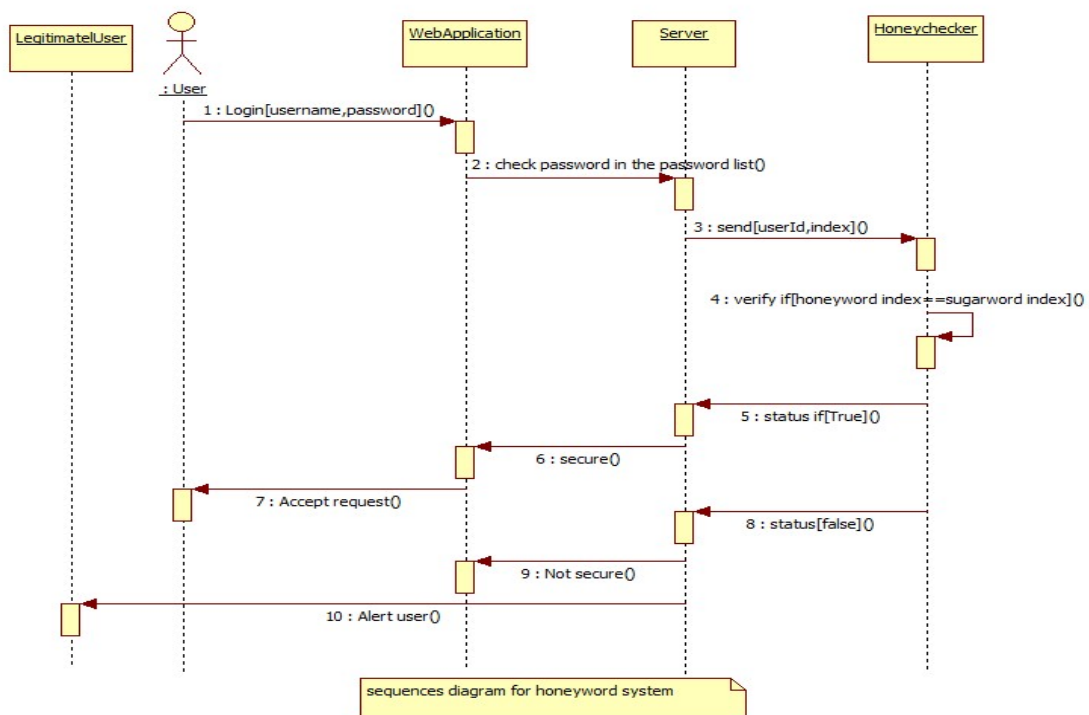 LegitimatelUser
WebApplication
Server
Honeychecker
: User
1 : Login[username,password]()
2 : check password in the password list()
3 : send[userId,index]()
4 : verify if[honeyword index==sugarword index]()
5 : status if[True]()
6 : secure()
7 : Accept request()
8 : status[false]()
9 : Not secure()
10 : Alert user()
sequences diagram for honeyword system